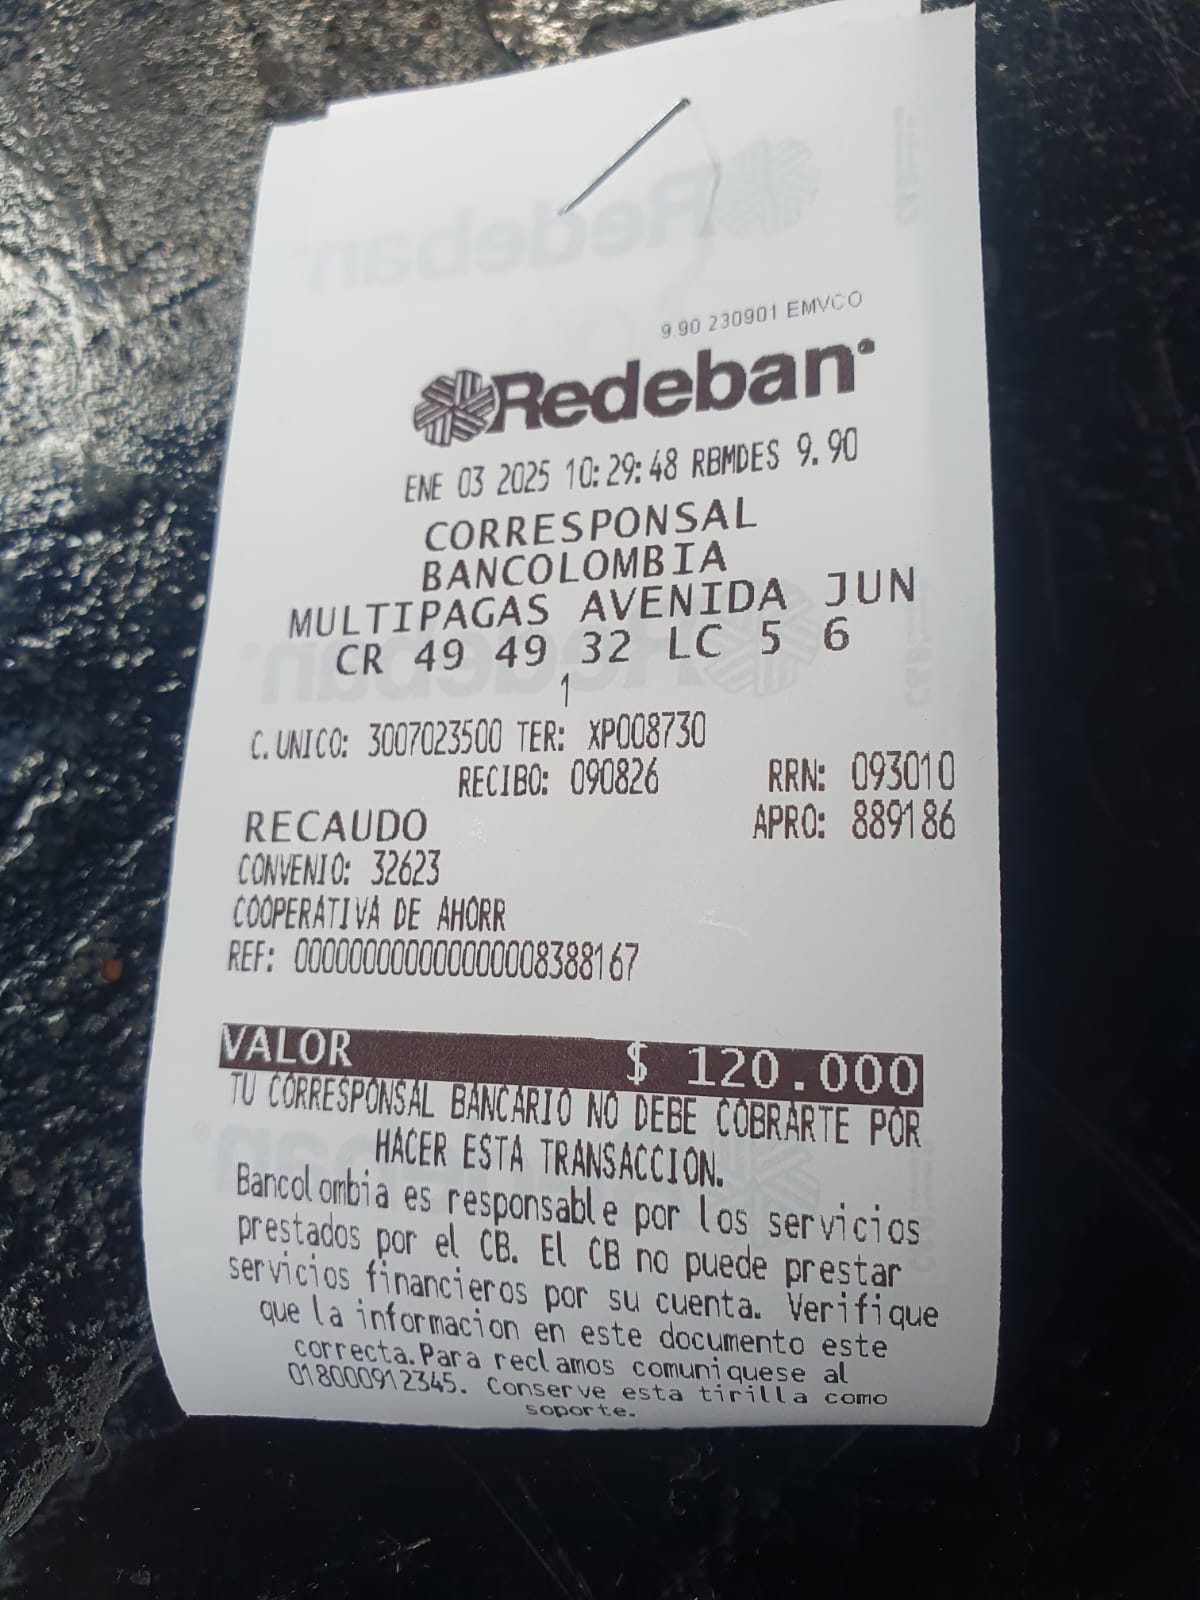 9.90 230901 EMVCO
Redeban
ENE 03 2025 10:29:48 RBMDES 9.90
CORRESPONSAL
BANCOLOMBIA
MULTIPAGAS AVENIDA JUN
CR 49 49 32 LC 5 6
1
C. UNICO: 3007023500 TER: XP008730
RECIBO: 090826 RRN: 093010
RECAUDO APRO: 889186
CONVENIO: 32623
COOPERATIVA DE AHORR
REF: 00000000000000008388167
VALOR $ 120.000
TU CORRESPONSAL BANCARIO NO DEBE COBRARTE POR
HACER ESTA TRANSACCION.
Bancolombia es responsable por los servicios
prestados por el CB. El CB no puede prestar
servicios financieros por su cuenta. Verifique
que la informacion en este documento este
correcta.Para reclamos comuniquese al
018000912345. Conserve esta tirilla como
soporte.